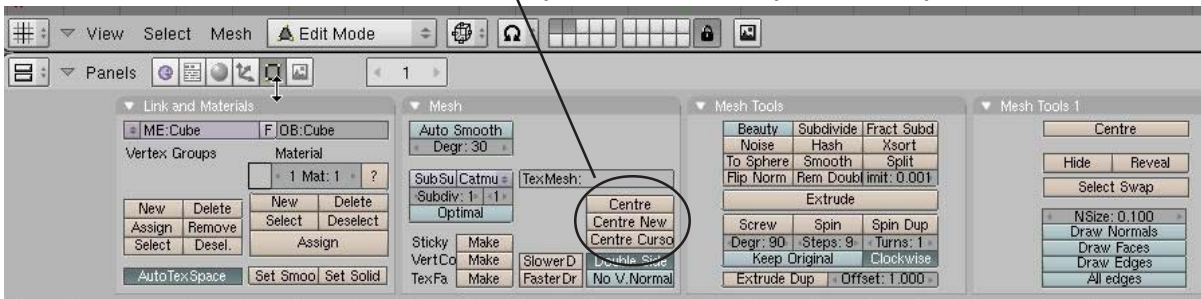 View Select Mesh Edit Mode
Panels 1
Link and Materials
ME:Cube F OB:Cube
Vertex Groups Material
1 Mat: 1 ?
New Delete New Delete
Assign Remove Select Deselect
Select Desel. Assign
AutoTexSpace Set Smoo Set Solid
Mesh
Auto Smooth
Degr: 30
SubSu Catmu TexMesh:
Subdiv: 1 1 Centre
Optimal Centre New
Sticky Make Centre Curso
VertCo Make SlowerD Double Side
TexFa Make FasterDr No V.Normal
Mesh Tools
Beauty Subdivide Fract Subd
Noise Hash Xsort
To Sphere Smooth Split
Flip Norm Rem Doubl imit: 0.001
Extrude
Screw Spin Spin Dup
Degr: 90 Steps: 9 Turns: 1
Keep Original Clockwise
Extrude Dup Offset: 1.000
Mesh Tools 1
Centre
Hide Reveal
Select Swap
NSize: 0.100
Draw Normals
Draw Faces
Draw Edges
All edges